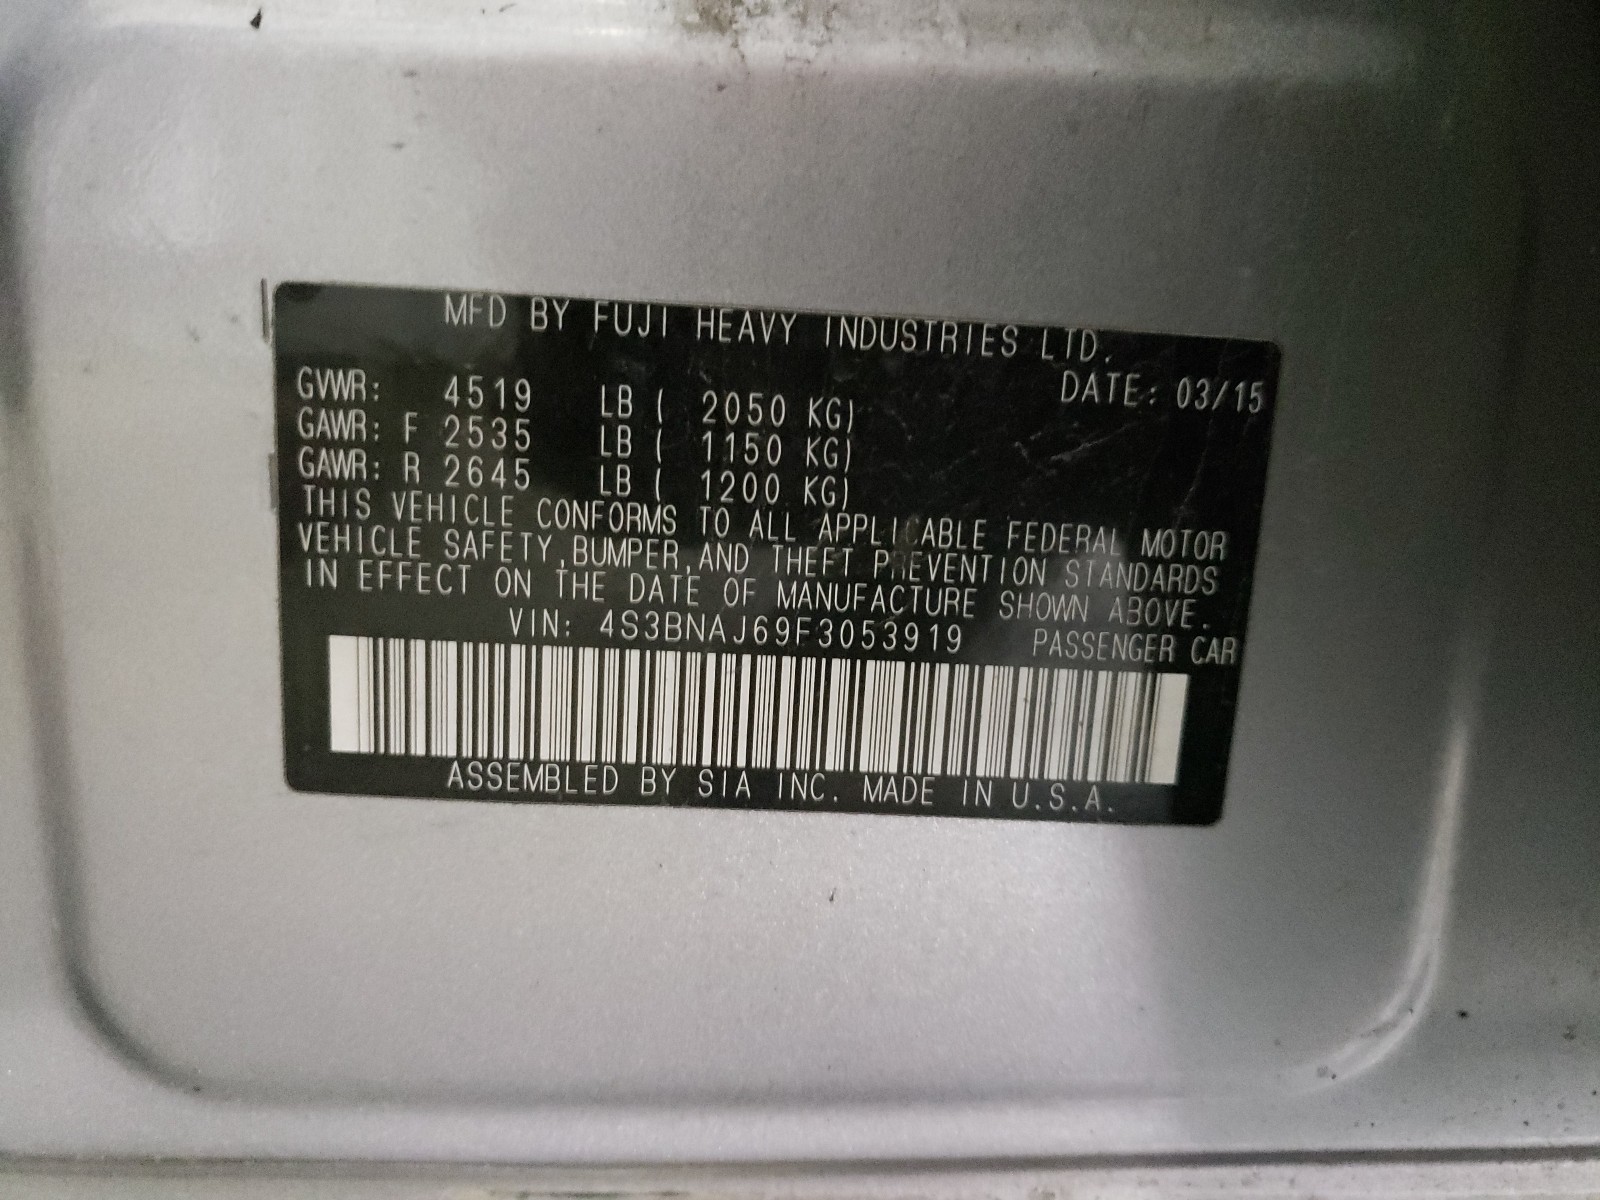 MFD BY FUJI HEAVY INDUSTRIES LTD.
DATE: 03/15
GVWR: 4519 LB ( 2050 KG)
GAWR: F 2535 LB ( 1150 KG)
GAWR: R 2645 LB ( 1200 KG)
THIS VEHICLE CONFORMS TO ALL APPLICABLE FEDERAL MOTOR
VEHICLE SAFETY,BUMPER,AND THEFT PREVENTION STANDARDS
IN EFFECT ON THE DATE OF MANUFACTURE SHOWN ABOVE.
VIN: 4S3BNAJ69F3053919 PASSENGER CAR
ASSEMBLED BY SIA INC. MADE IN U.S.A.